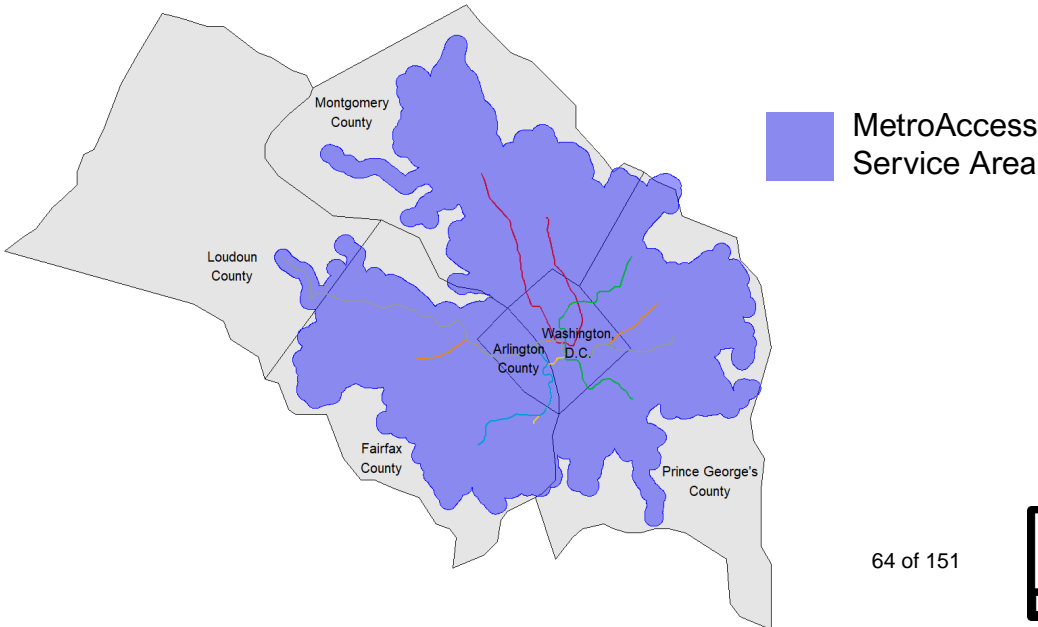 Montgomery
County
MetroAccess
Service Area
Loudoun
County
Washington,
D.C.
Arlington
County
Fairfax
County
Prince George's
County
64 of 151